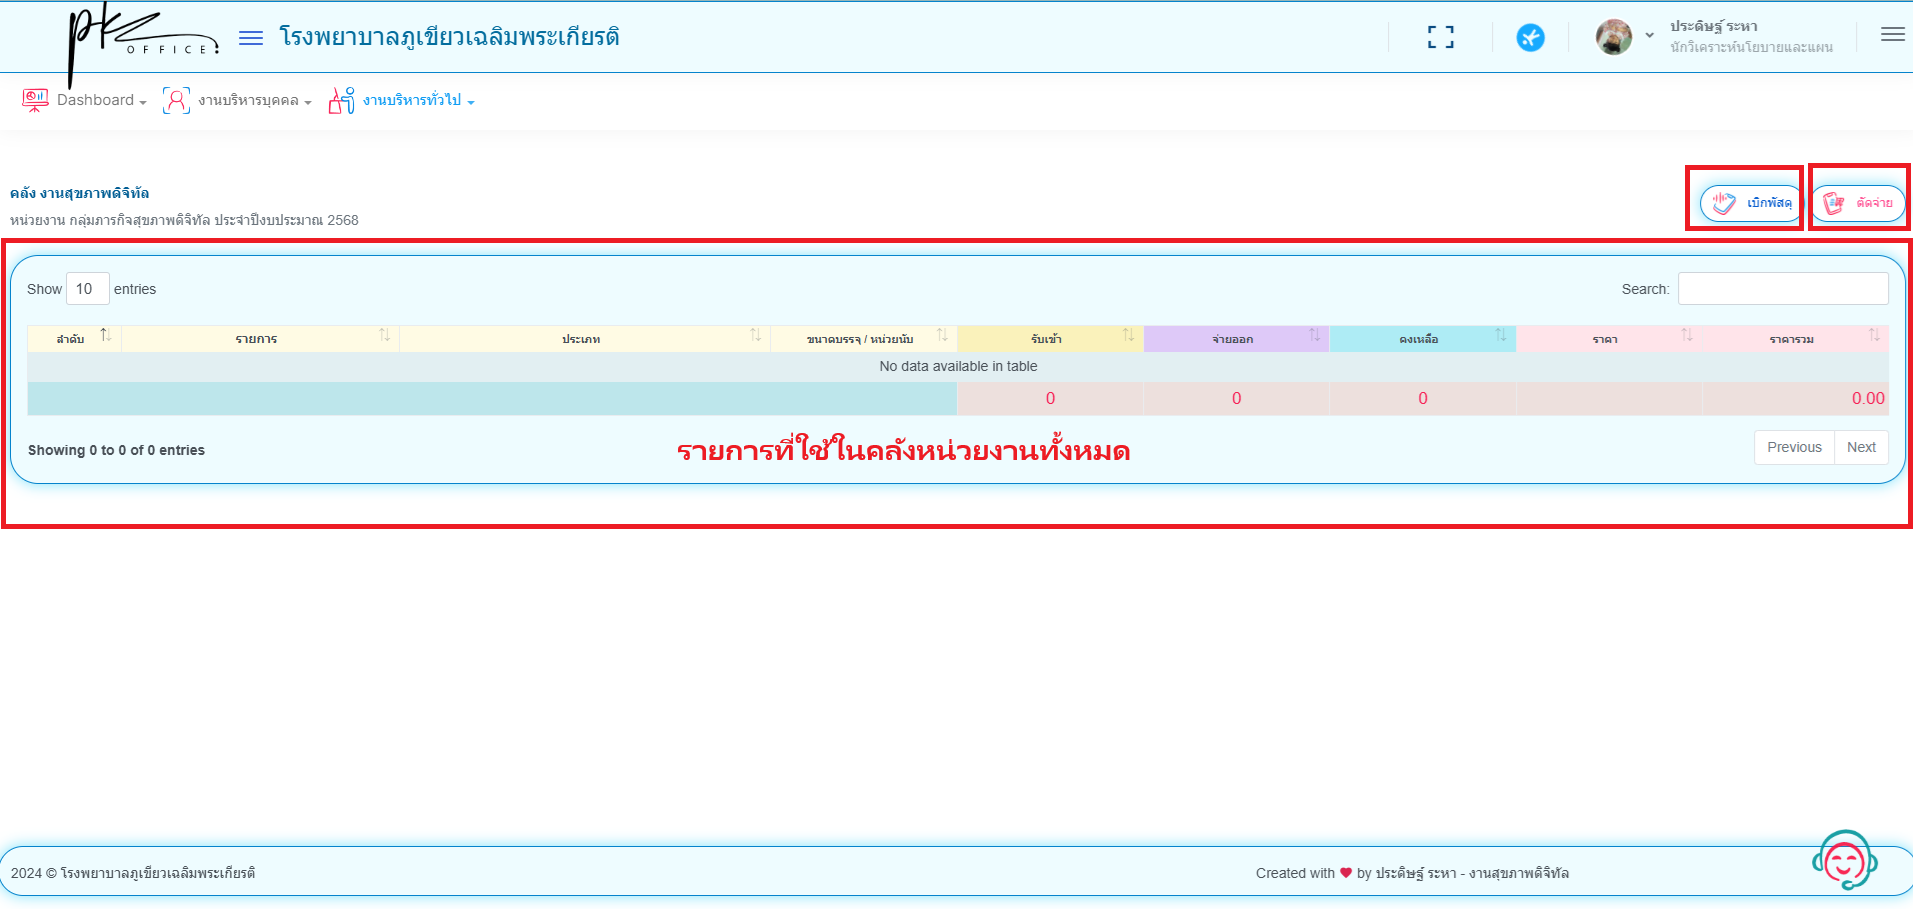 pk OFFICE
โรงพยาบาลภูเขียวเฉลิมพระเกียรติ
ประดิษฐ์ ระหา
นักวิเคราะห์นโยบายและแผน
Dashboard งานบริหารบุคคล งานบริหารทั่วไป
คลัง งานสุขภาพดิจิทัล
หน่วยงาน กลุ่มภารกิจสุขภาพดิจิทัล ประจำปีงบประมาณ 2568
เบิกพัสดุ ตัดจ่าย
Show 10 entries Search:
ลำดับ รายการ ประเภท ขนาดบรรจุ / หน่วยนับ รับเข้า จ่ายออก คงเหลือ ราคา ราคารวม
No data available in table
0 0 0 0.00
Showing 0 to 0 of 0 entries
รายการที่ใช้ในคลังหน่วยงานทั้งหมด
Previous Next
2024 © โรงพยาบาลภูเขียวเฉลิมพระเกียรติ
Created with ♥ by ประดิษฐ์ ระหา - งานสุขภาพดิจิทัล